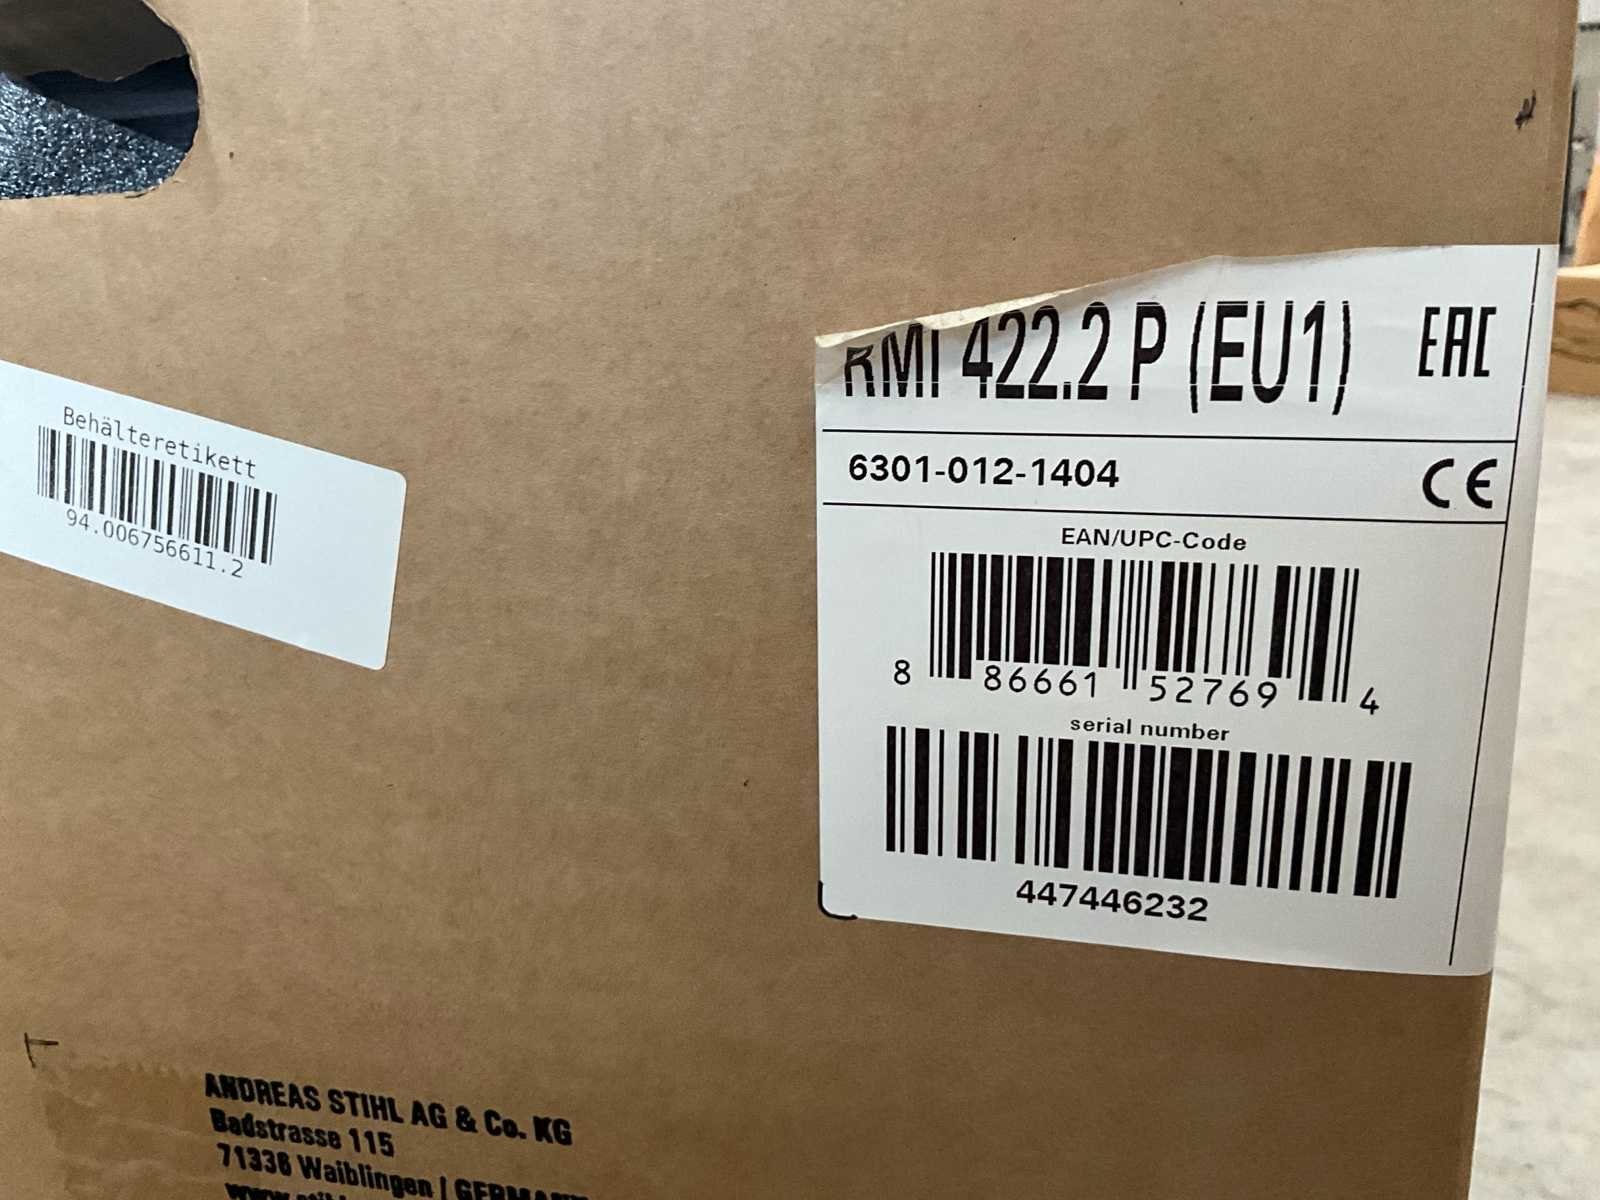 Behälteretikett
94.006756611.2
RMI 422.2 P (EU1)
EAC
6301-012-1404
CE
EAN/UPC-Code
8 86661 52769 4
serial number
447446232
ANDREAS STIHL AG & Co. KG
Badstrasse 115
71336 Waiblingen / GERMANY